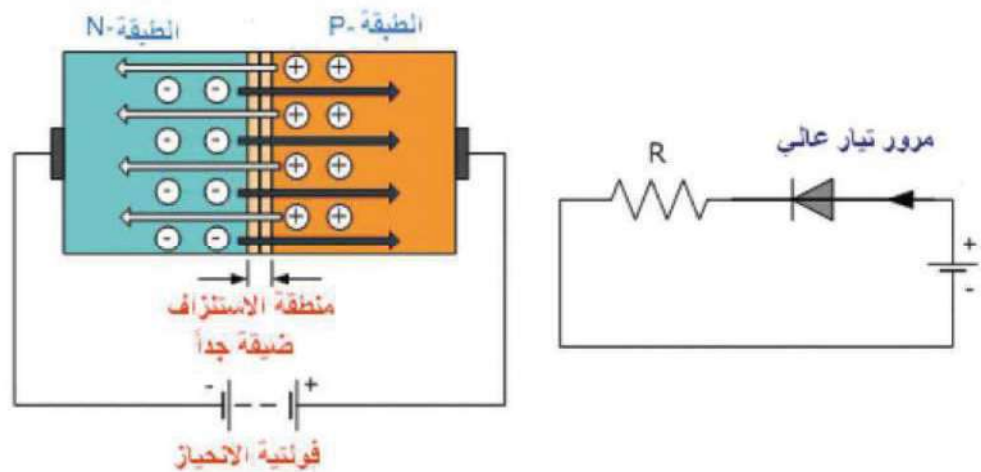 الطبقة-N
الطبقة -P
منطقة الاستنزاف
ضيقة جداً
- +
فولتية الانحياز
مرور تيار عالي
R
+
-